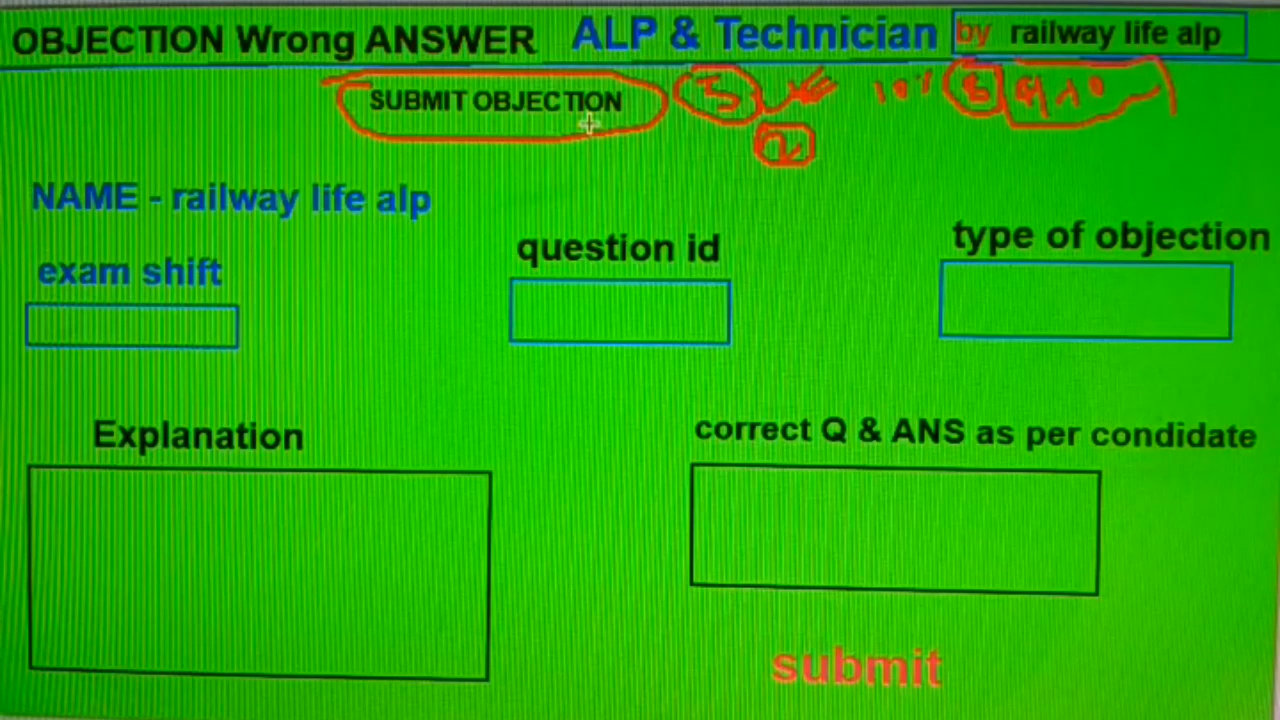 OBJECTION Wrong ANSWER ALP & Technician by railway life alp
SUBMIT OBJECTION
NAME - railway life alp
question id
type of objection
exam shift
Explanation
correct Q & ANS as per condidate
submit